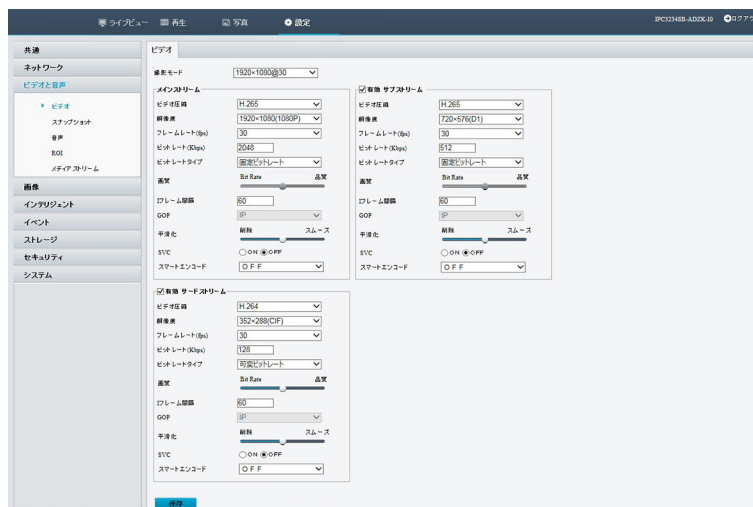 ライブビュー 再生 写真 設定 IPC3234SB-ADZK-I0 ログアウ
共通
ネットワーク
ビデオと音声
ビデオ
スナップショット
音声
ROI
メディアストリーム
画像
インテリジェント
イベント
ストレージ
セキュリティ
システム
ビデオ
撮影モード 1920×1080@30
メインストリーム
ビデオ圧縮 H.265
解像度 1920×1080(1080P)
フレームレート(fps) 30
ビットレート(Kbps) 2048
ビットレートタイプ 固定ビットレート
画質 Bit Rate 品質
Iフレーム間隔 60
GOP IP
平滑化 削除 スムーズ
SVC ON OFF
スマートエンコード OFF
有効 サブストリーム
ビデオ圧縮 H.265
解像度 720×576(D1)
フレームレート(fps) 30
ビットレート(Kbps) 512
ビットレートタイプ 固定ビットレート
画質 Bit Rate 品質
Iフレーム間隔 60
GOP IP
平滑化 削除 スムーズ
SVC ON OFF
スマートエンコード OFF
有効 サードストリーム
ビデオ圧縮 H.264
解像度 352×288(CIF)
フレームレート(fps) 30
ビットレート(Kbps) 128
ビットレートタイプ 可変ビットレート
画質 Bit Rate 品質
Iフレーム間隔 60
GOP IP
平滑化 削除 スムーズ
SVC ON OFF
スマートエンコード OFF
保存